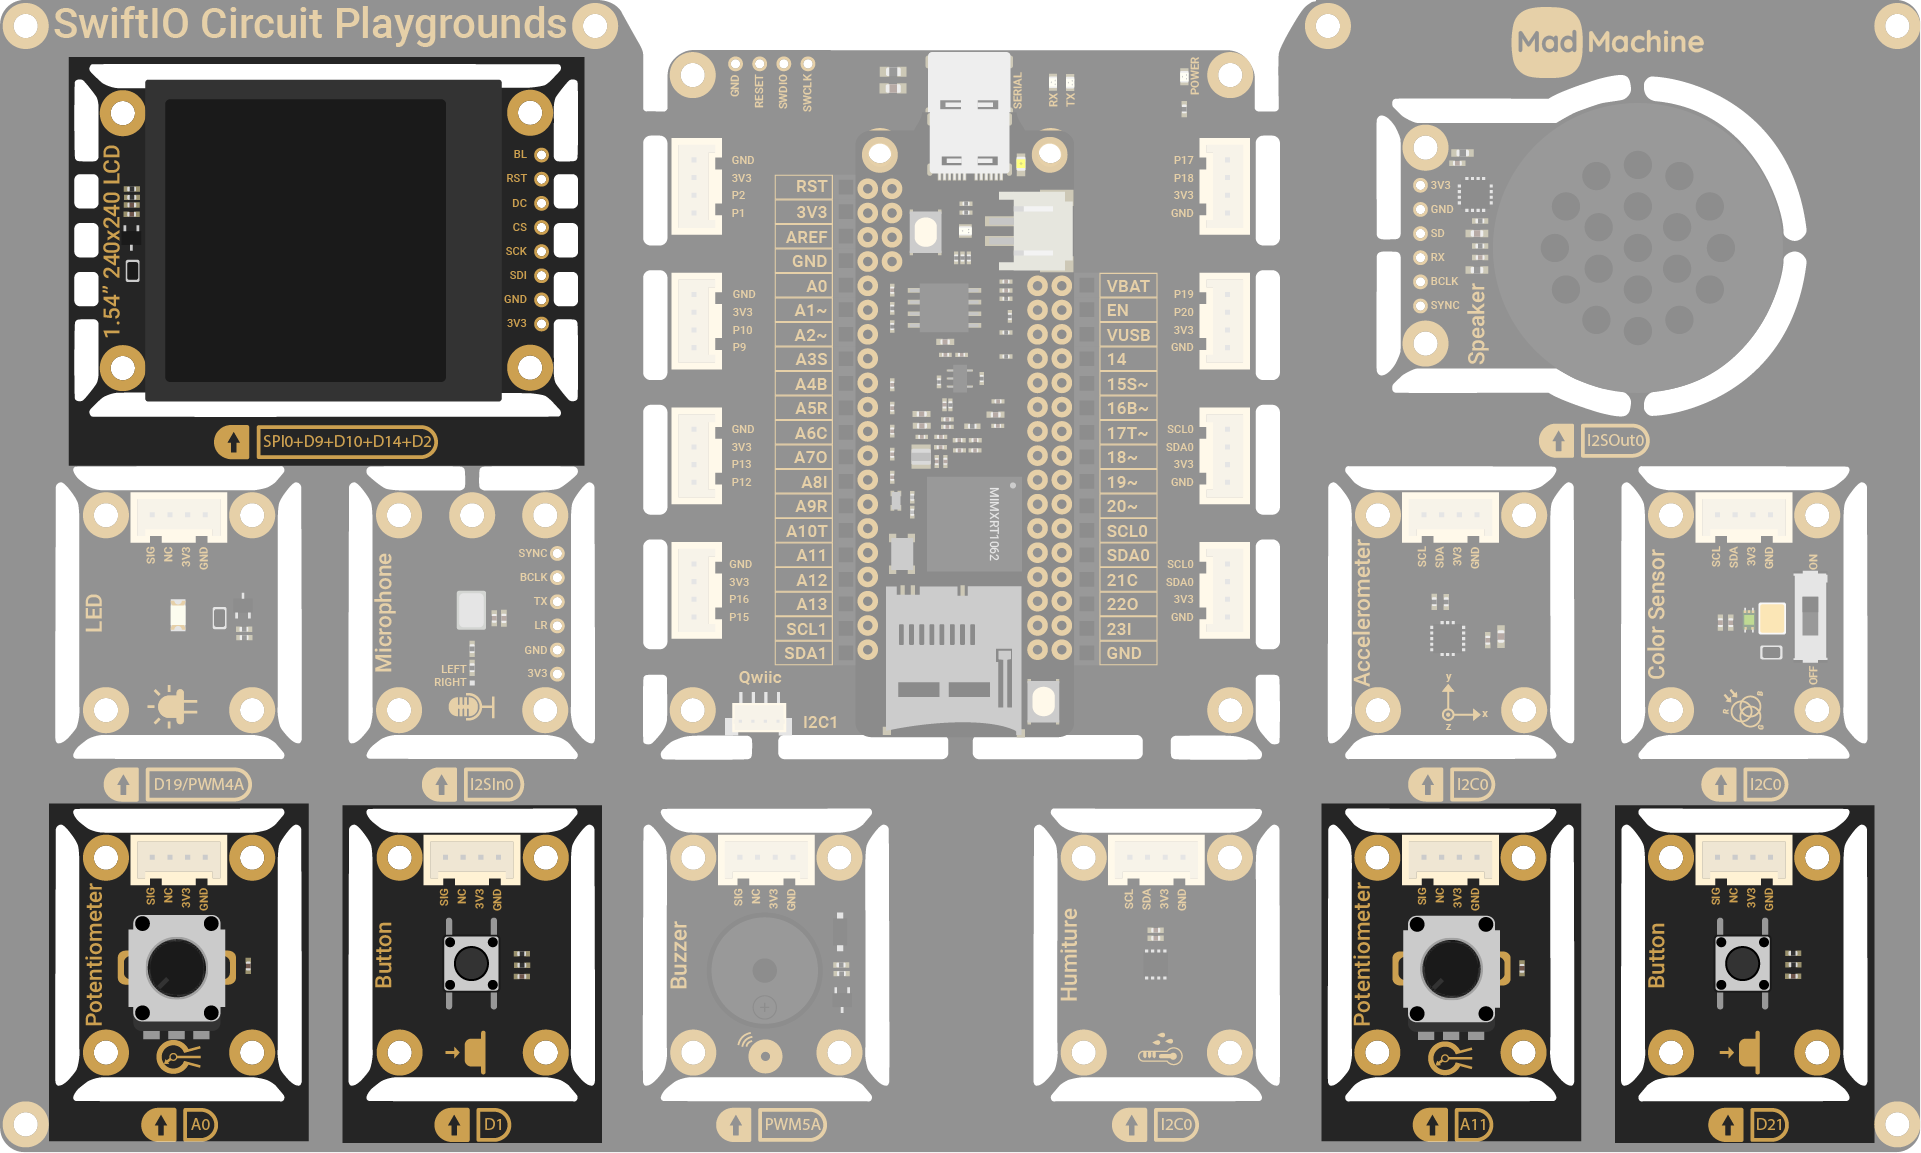 SwiftIO Circuit Playgrounds
Mad Machine
1.54" 240x240 LCD
BL
RST
DC
CS
SCK
SDI
GND
3V3
SPI0+D9+D10+D14+D2
GND
RESET
SWDIO
SWCLK
SERIAL
RX
TX
POWER
GND
3V3
P2
P1
GND
3V3
P10
P9
GND
3V3
P13
P12
GND
3V3
P16
P15
RST
3V3
AREF
GND
A0
A1~
A2~
A3S
A4B
A5R
A6C
A7O
A8I
A9R
A10T
A11
A12
A13
SCL1
SDA1
Qwiic
I2C1
MIMXRT1062
VBAT
EN
VUSB
14
15S~
16B~
17T~
18~
19~
20~
SCL0
SDA0
21C
22O
23I
GND
P17
P18
3V3
GND
P19
P20
3V3
GND
SCL0
SDA0
3V3
GND
SCL0
SDA0
3V3
GND
3V3
GND
SD
RX
BCLK
SYNC
Speaker
I2SOut0
SIG
NC
3V3
GND
LED
D19/PWM4A
Microphone
SYNC
BCLK
TX
LR
GND
3V3
LEFT
RIGHT
I2SIn0
SCL
SDA
3V3
GND
Accelerometer
y
x
z
I2C0
SCL
SDA
3V3
GND
Color Sensor
ON
OFF
R
B
G
I2C0
SIG
NC
3V3
GND
Potentiometer
A0
SIG
NC
3V3
GND
Button
D1
SIG
NC
3V3
GND
Buzzer
PWM5A
SCL
SDA
3V3
GND
Humiture
I2C0
SIG
NC
3V3
GND
Potentiometer
A11
SIG
NC
3V3
GND
Button
D21